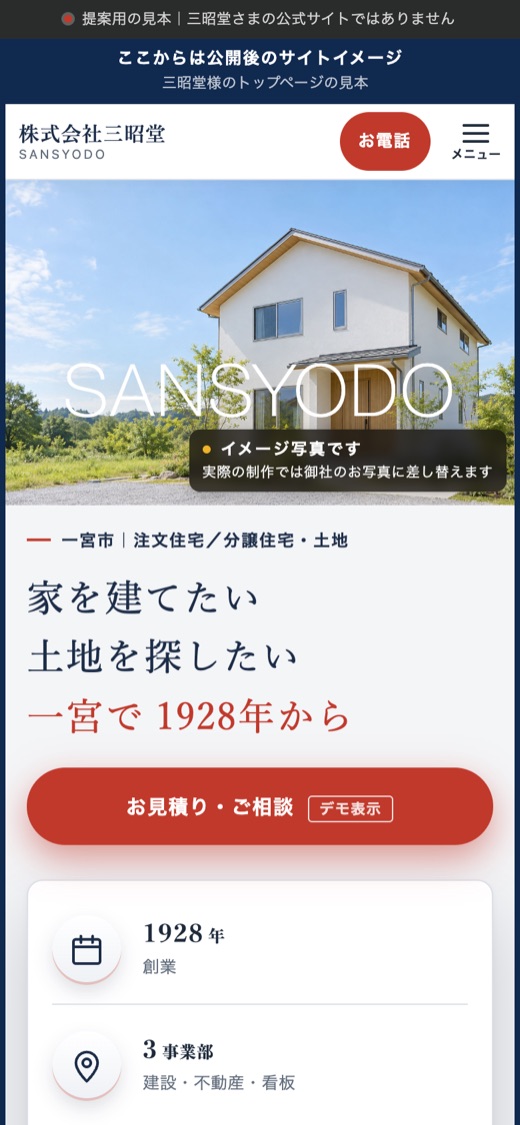 提案用の見本｜三昭堂さまの公式サイトではありません
ここからは公開後のサイトイメージ
三昭堂様のトップページの見本
株式会社三昭堂
SANSYODO
お電話
メニュー
SANSYODO
イメージ写真です
実際の制作では御社のお写真に差し替えます
一宮市｜注文住宅／分譲住宅・土地
家を建てたい
土地を探したい
一宮で 1928年から
お見積り・ご相談 デモ表示
1928 年
創業
3 事業部
建設・不動産・看板